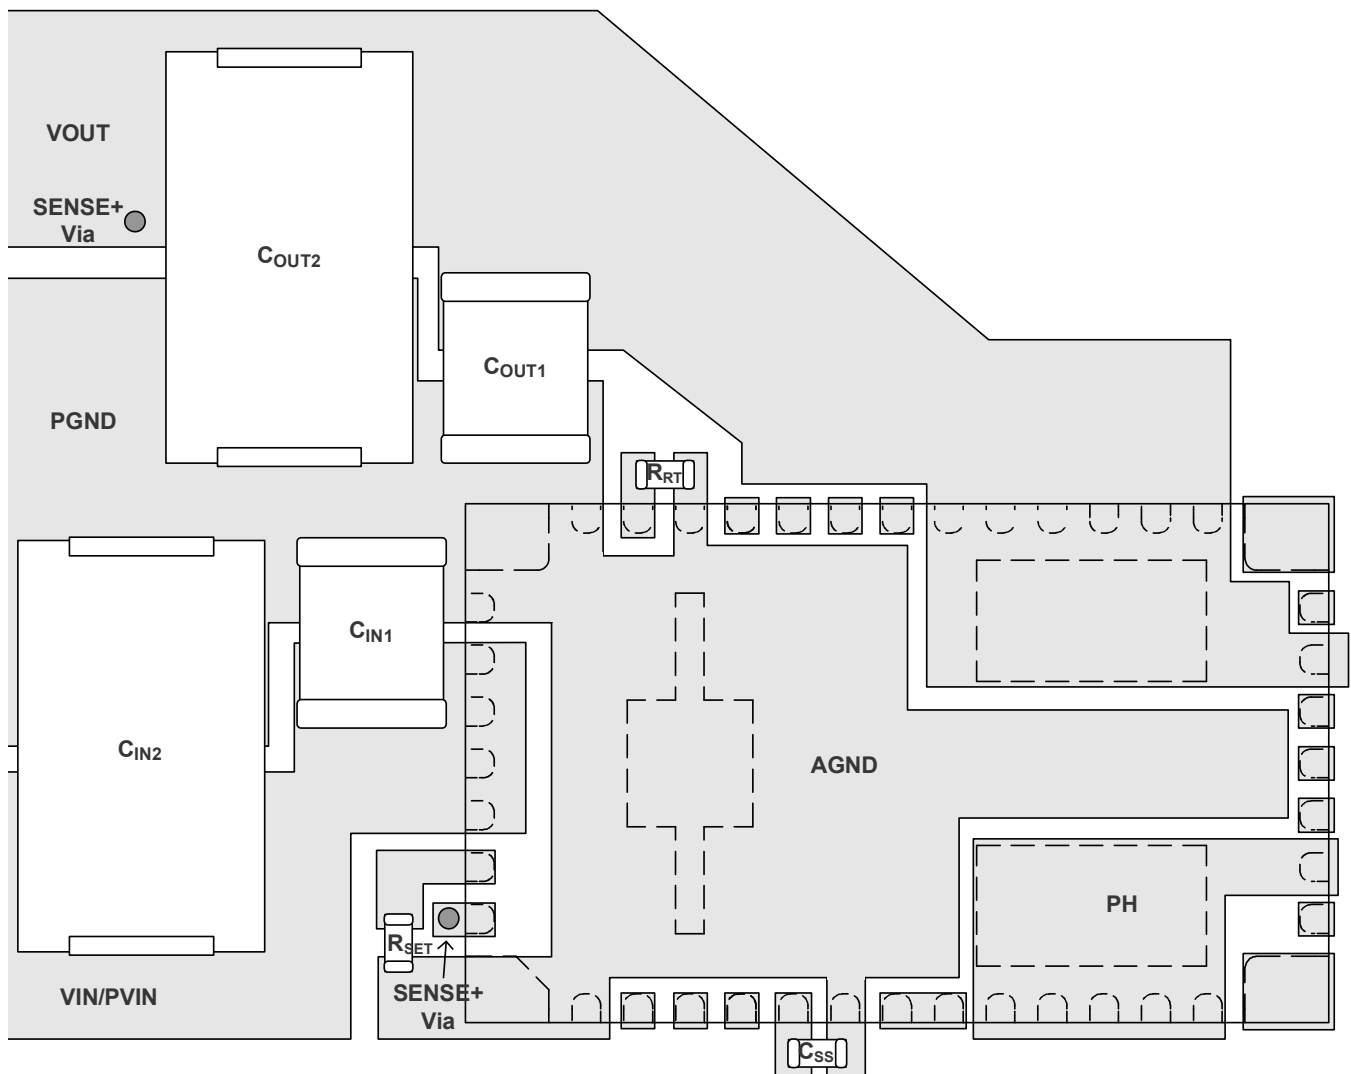 VOUT
SENSE+
Via
COUT2
COUT1
PGND
RRT
CIN1
CIN2
AGND
PH
RSET
VIN/PVIN
SENSE+
Via
CSS